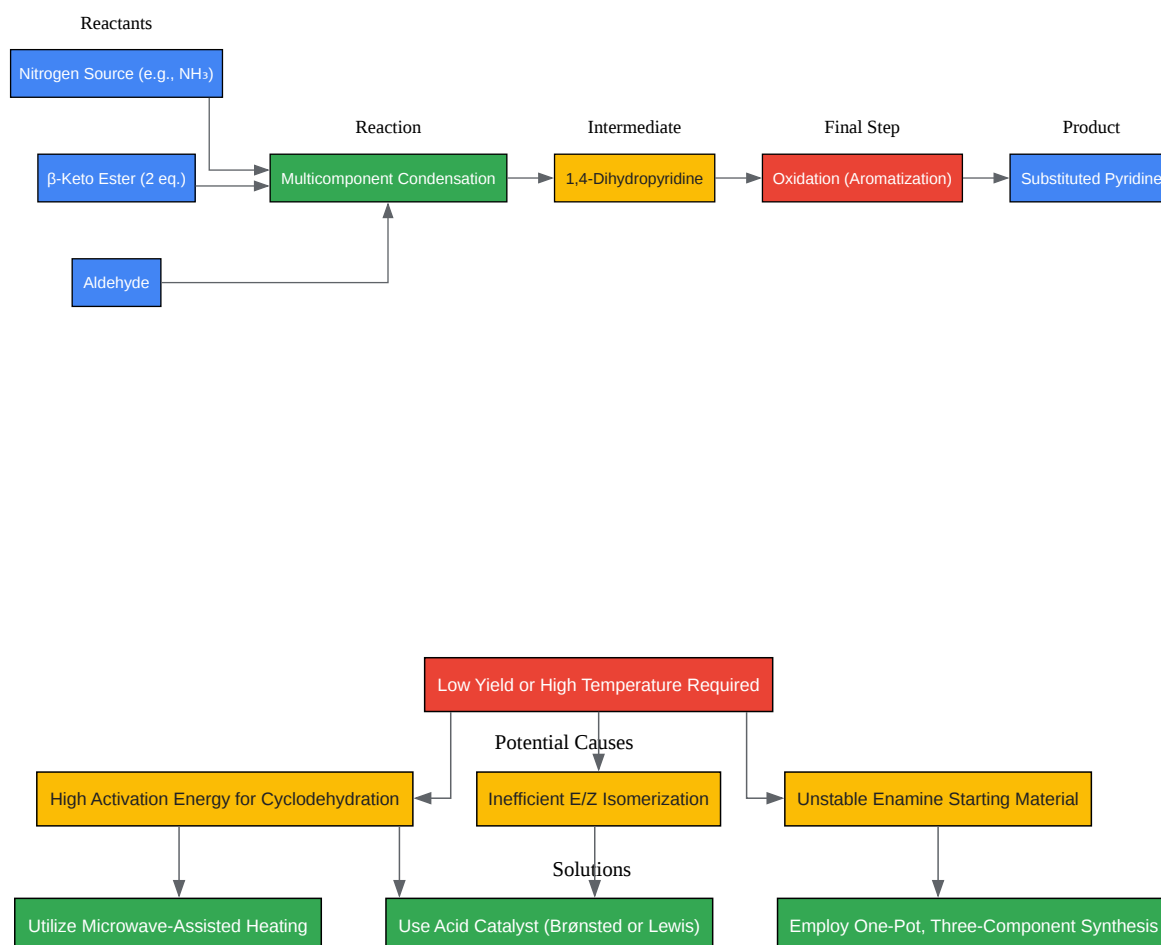 Reactants
Nitrogen Source (e.g., NH₃)
Reaction
Intermediate
Final Step
Product
β-Keto Ester (2 eq.)
Multicomponent Condensation
1,4-Dihydropyridine
Oxidation (Aromatization)
Substituted Pyridine
Aldehyde
Low Yield or High Temperature Required
Potential Causes
High Activation Energy for Cyclodehydration
Inefficient E/Z Isomerization
Unstable Enamine Starting Material
Solutions
Utilize Microwave-Assisted Heating
Use Acid Catalyst (Brønsted or Lewis)
Employ One-Pot, Three-Component Synthesis